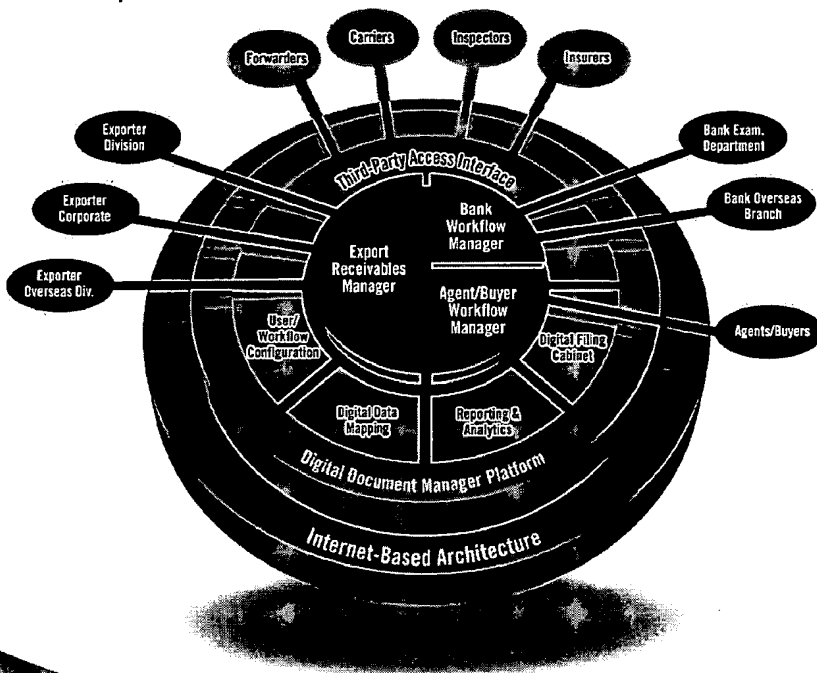 Forwarders
Carriers
Inspectors
Insurers
Exporter
Division
Exporter
Corporate
Exporter
Overseas Div.
Bank Exam.
Department
Bank Overseas
Branch
Agents/Buyers
Third-Party Access Interface
Export
Receivables
Manager
Bank
Workflow
Manager
Agent/Buyer
Workflow
Manager
User/
Workflow
Configuration
Digital Data
Mapping
Reporting &
Analytics
Digital Filing
Cabinet
Digital Document Manager Platform
Internet-Based Architecture